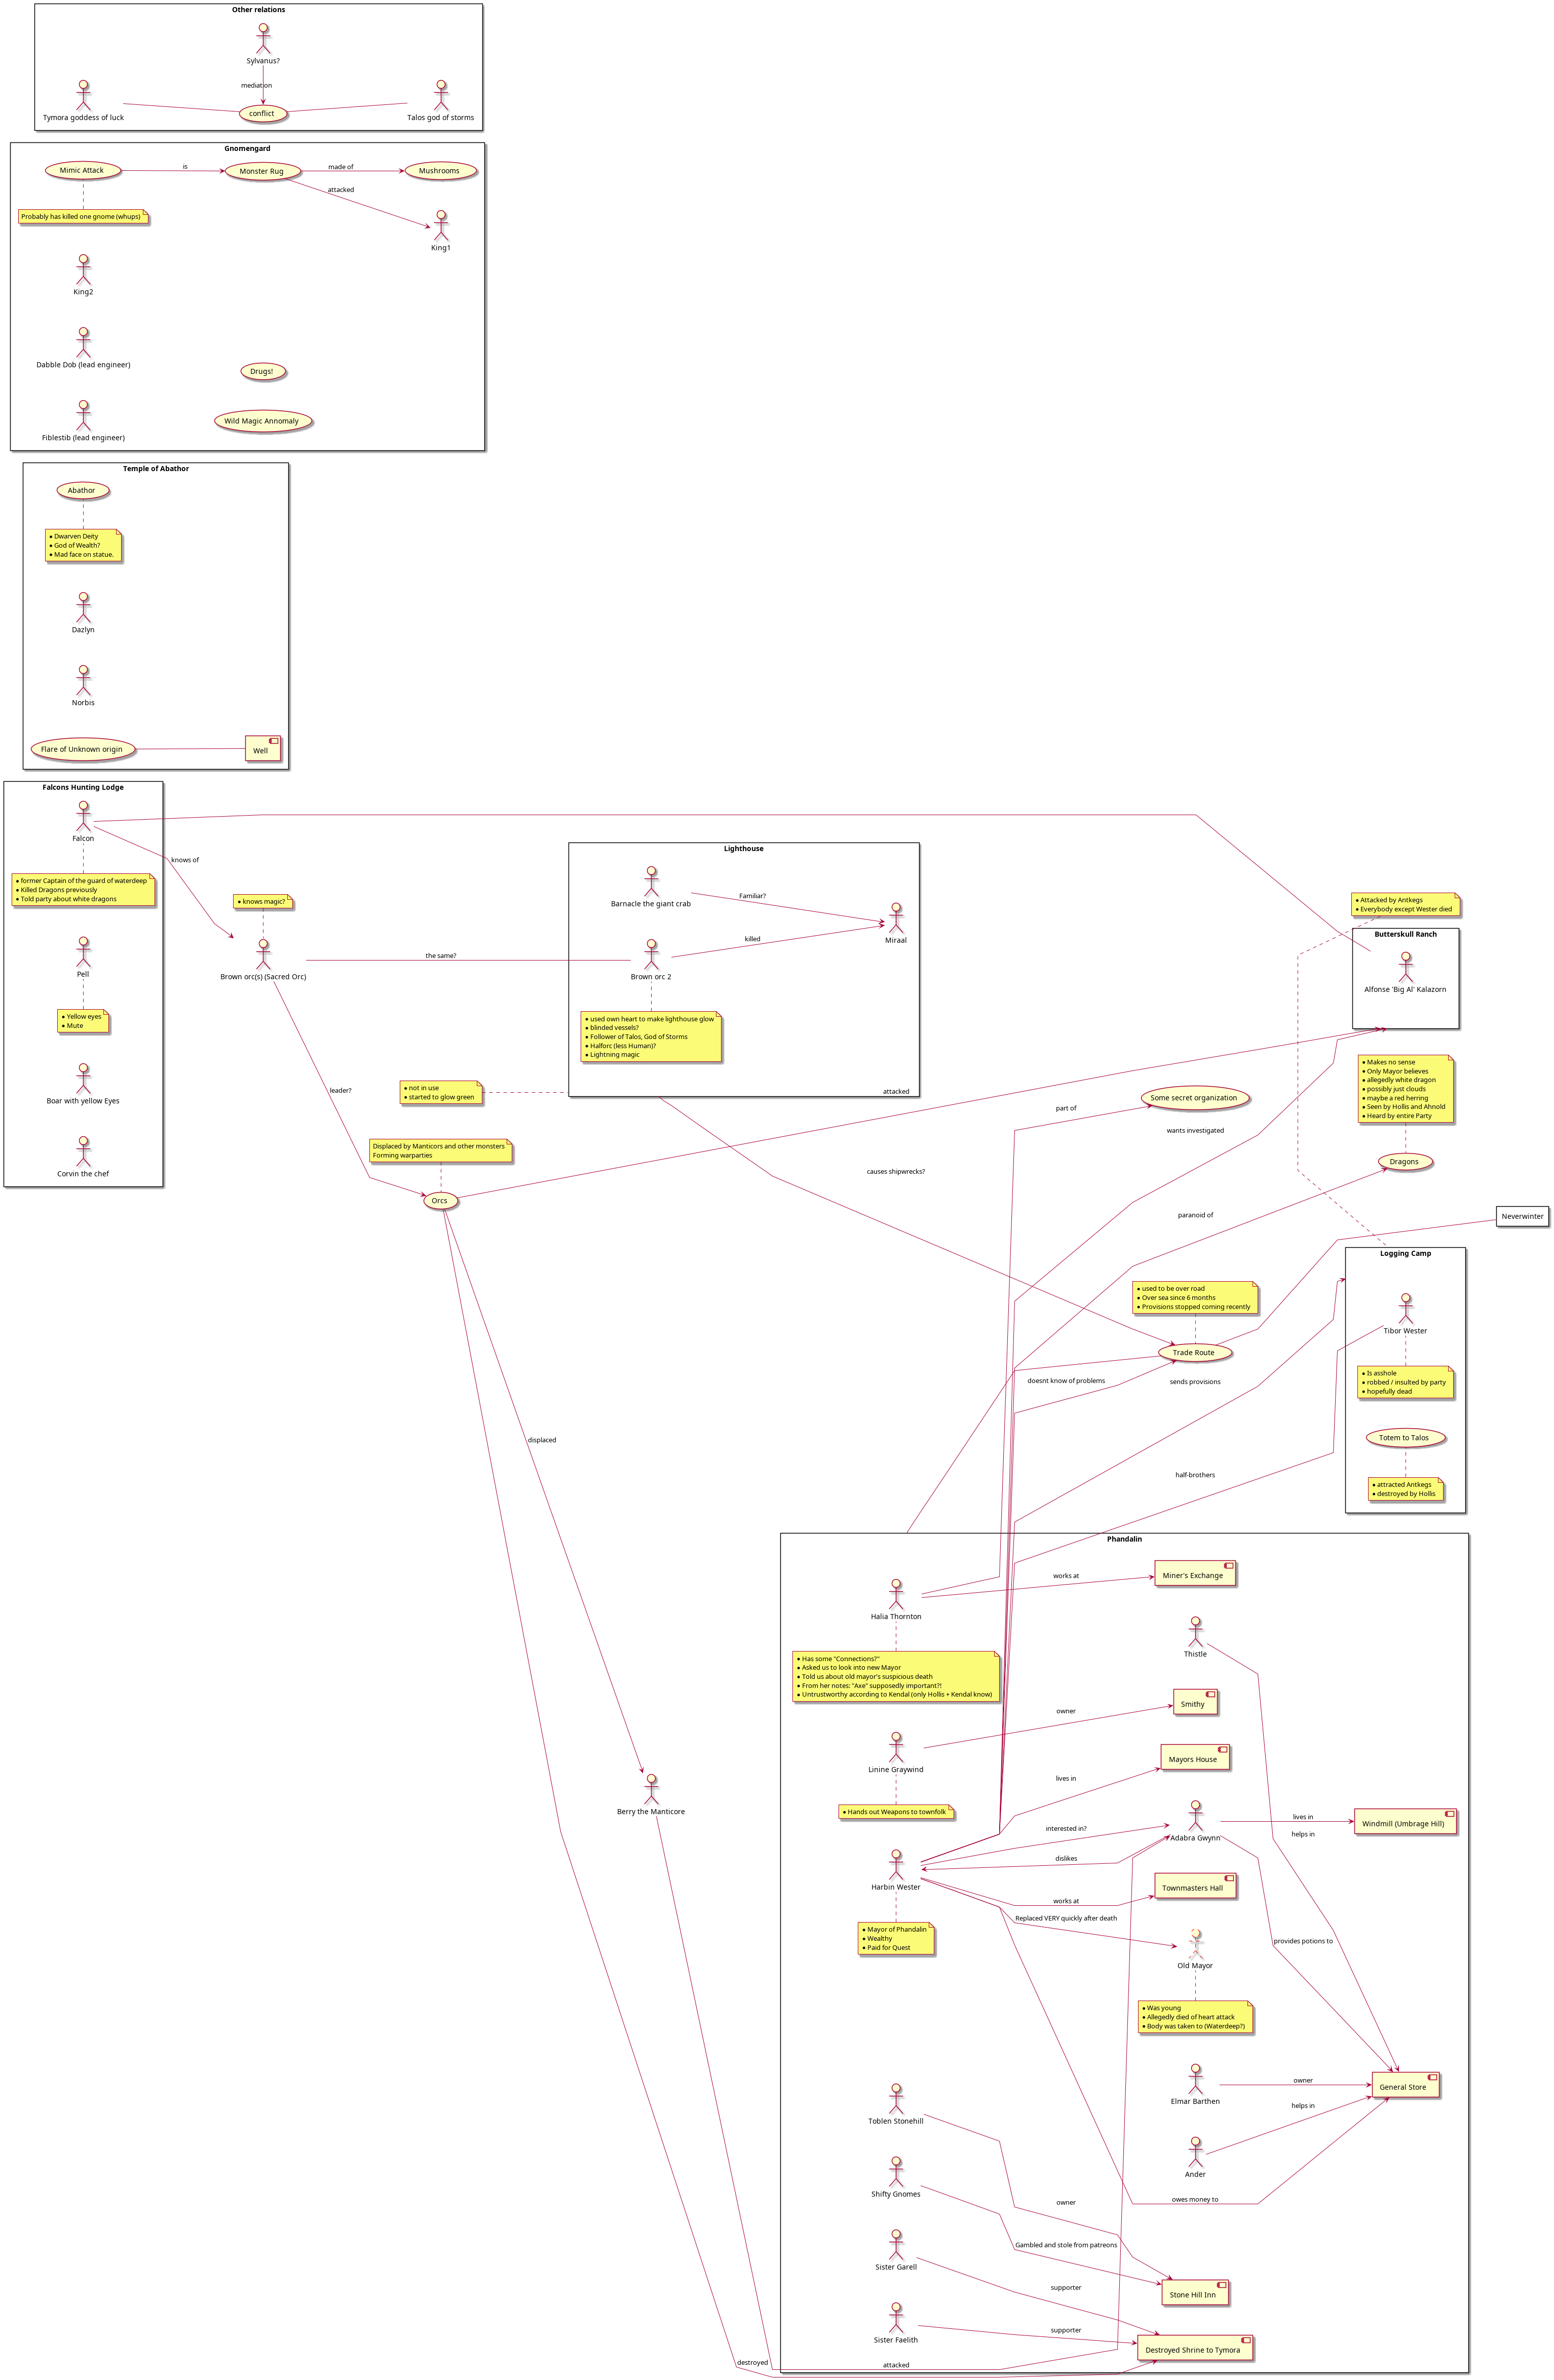 Other relations
Sylvanus?
mediation
Tymora goddess of luck
conflict
Talos god of storms
Gnomengard
Mimic Attack
is
Monster Rug
made of
Mushrooms
attacked
Probably has killed one gnome (whups)
King1
King2
Dabble Dob (lead engineer)
Drugs!
Fiblestib (lead engineer)
Wild Magic Annomaly
Temple of Abathor
Abathor
• Dwarven Deity
• God of Wealth?
• Mad face on statue.
Dazlyn
Norbis
Flare of Unknown origin
Well
Falcons Hunting Lodge
Falcon
knows of
• former Captain of the guard of waterdeep
• Killed Dragons previously
• Told party about white dragons
Pell
• Yellow eyes
• Mute
Boar with yellow Eyes
Corvin the chef
• knows magic?
Brown orc(s) (Sacred Orc)
the same?
leader?
Lighthouse
Barnacle the giant crab
Familiar?
Miraal
Brown orc 2
killed
• used own heart to make lighthouse glow
• blinded vessels?
• Follower of Talos, God of Storms
• Halforc (less Human)?
• Lightning magic
• not in use
• started to glow green
attacked
Displaced by Manticors and other monsters
Forming warparties
Orcs
causes shipwrecks?
displaced
Berry the Manticore
destroyed
attacked
• Attacked by Antkegs
• Everybody except Wester died
Butterskull Ranch
Alfonse 'Big Al' Kalazorn
Some secret organization
part of
wants investigated
• Makes no sense
• Only Mayor believes
• allegedly white dragon
• possibly just clouds
• maybe a red herring
• Seen by Hollis and Ahnold
• Heard by entire Party
Dragons
paranoid of
Neverwinter
• used to be over road
• Over sea since 6 months
• Provisions stopped coming recently
Trade Route
doesnt know of problems
sends provisions
half-brothers
Logging Camp
Tibor Wester
• Is asshole
• robbed / insulted by party
• hopefully dead
Totem to Talos
• attracted Antkegs
• destroyed by Hollis
Phandalin
Halia Thornton
works at
Miner's Exchange
Thistle
• Has some "Connections?"
• Asked us to look into new Mayor
• Told us about old mayor's suspicious death
• From her notes: "Axe" supposedly important?!
• Untrustworthy according to Kendal (only Hollis + Kendal know)
Linine Graywind
owner
Smithy
• Hands out Weapons to townfolk
lives in
Mayors House
interested in?
Adabra Gwynn
lives in
Windmill (Umbrage Hill)
helps in
dislikes
Harbin Wester
works at
Townmasters Hall
Replaced VERY quickly after death
Old Mayor
• Mayor of Phandalin
• Wealthy
• Paid for Quest
provides potions to
• Was young
• Allegedly died of heart attack
• Body was taken to (Waterdeep?)
Elmar Barthen
owner
General Store
Toblen Stonehill
helps in
Ander
Shifty Gnomes
owes money to
owner
Gambled and stole from patreons
Sister Garell
supporter
Stone Hill Inn
Sister Faelith
supporter
Destroyed Shrine to Tymora